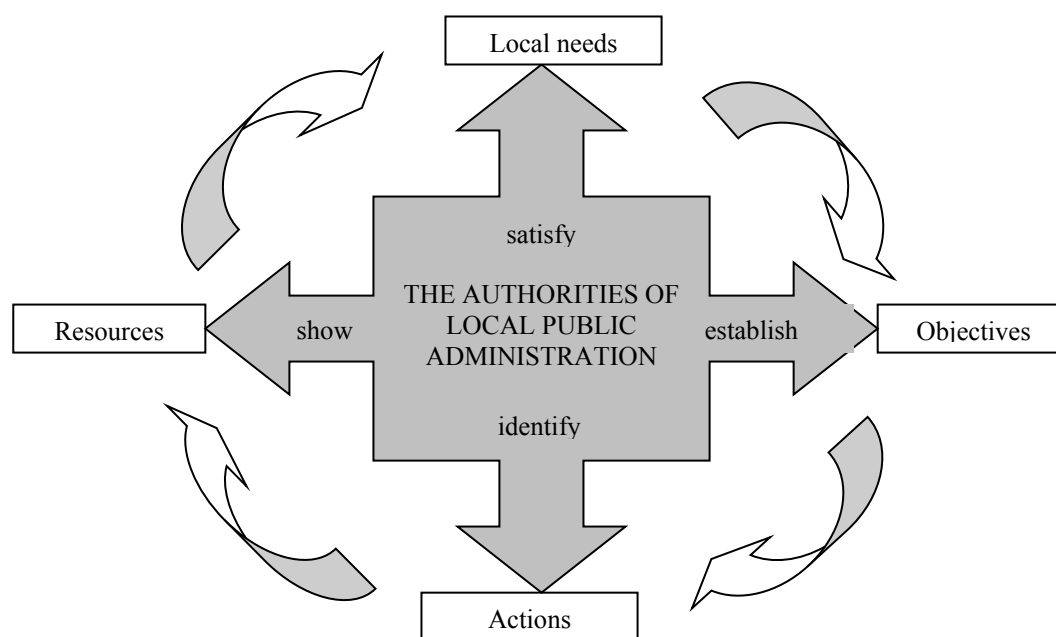 Local needs
satisfy
THE AUTHORITIES OF
LOCAL PUBLIC
ADMINISTRATION
Resources
show
establish
Objectives
identify
Actions